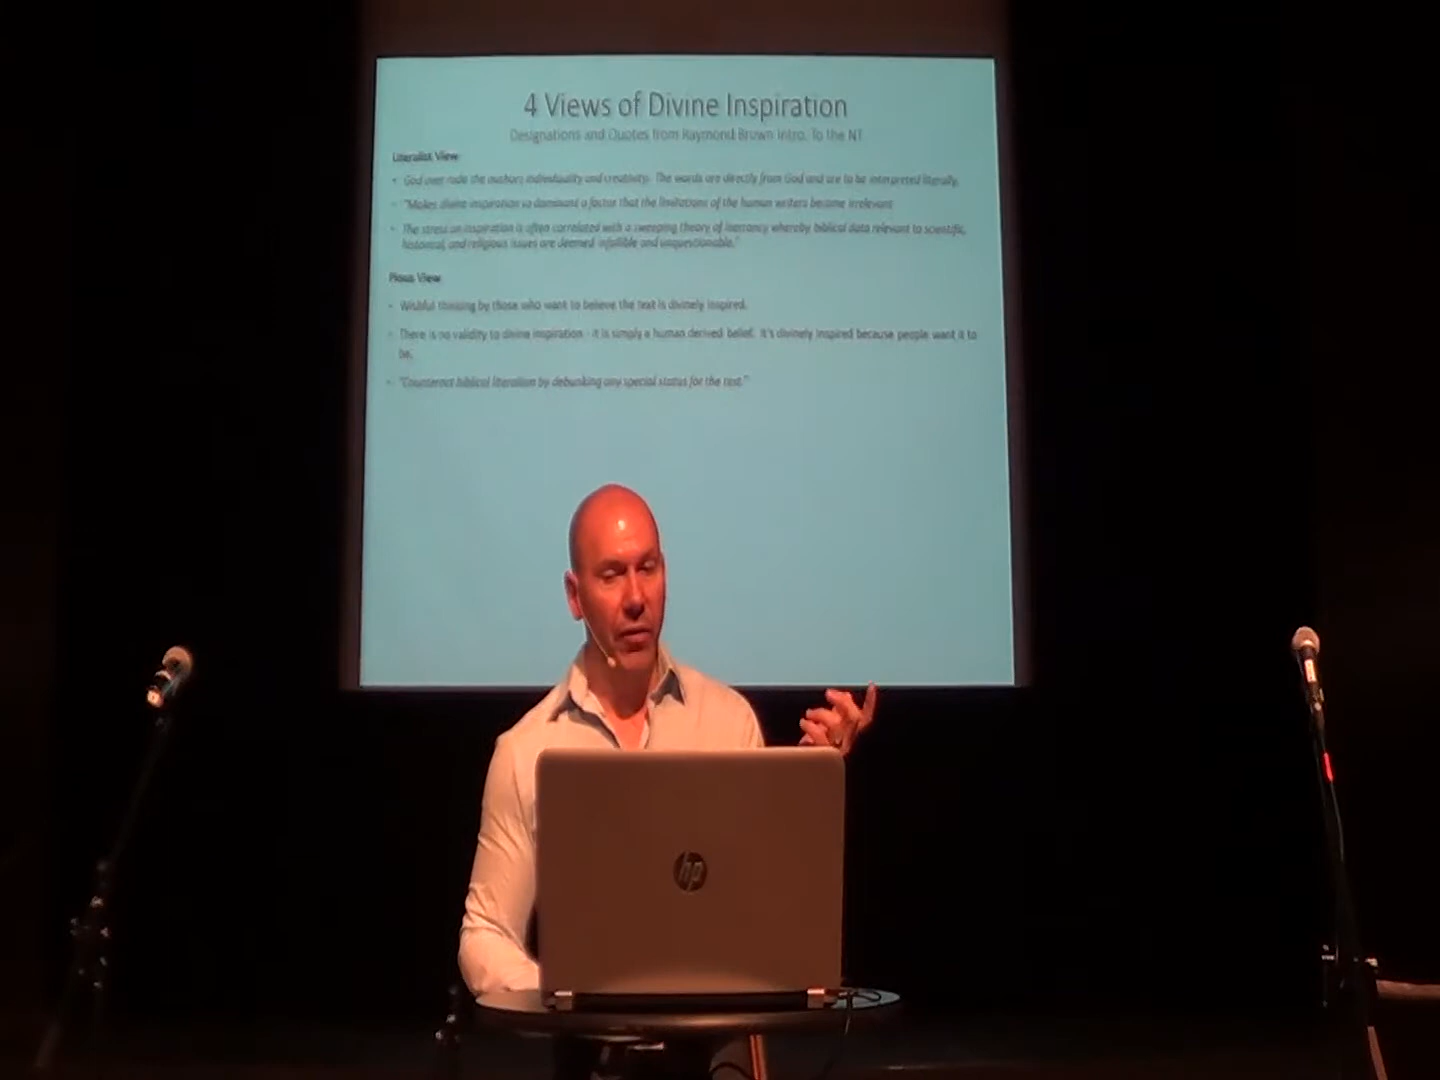 4 Views of Divine Inspiration
Designations and Quotes from Raymond Brown Intro. To the NT
Literalist View
• God over rode the authors individuality and creativity. The words are directly from God and are to be interpreted literally.
• "Makes divine inspiration so dominant a factor that the limitations of the human writers become irrelevant
• The stress on inspiration is often correlated with a sweeping theory of inerrancy whereby biblical data relevant to scientific,
historical, and religious issues are deemed infallible and unquestionable."
Pious View
• Wishful thinking by those who want to believe the text is divinely inspired.
• There is no validity to divine inspiration - it is simply a human derived belief. It's divinely inspired because people want it to
be.
• "Counteract biblical literalism by debunking any special status for the text."
hp